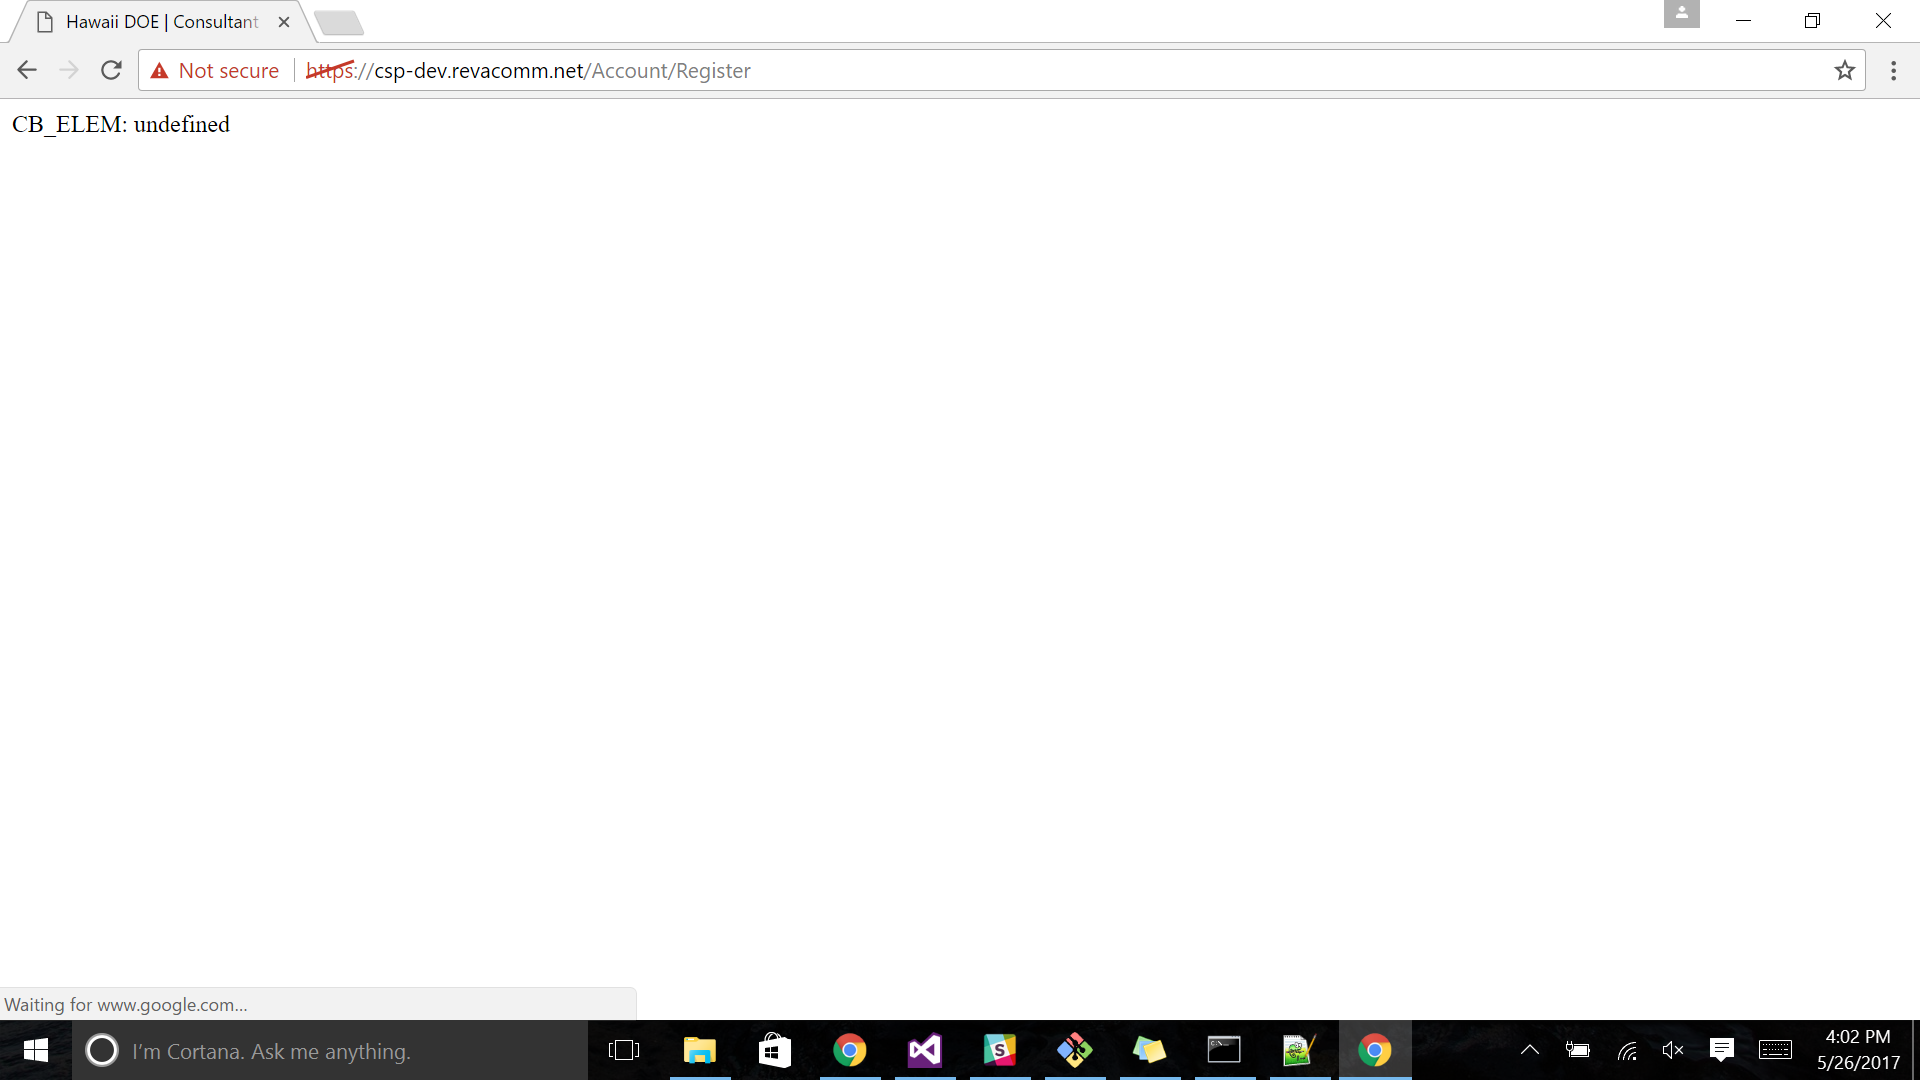 Hawaii DOE | Consultant
Not secure
https://csp-dev.revacomm.net/Account/Register
CB_ELEM: undefined
Waiting for www.google.com...
I'm Cortana. Ask me anything.
4:02 PM
5/26/2017